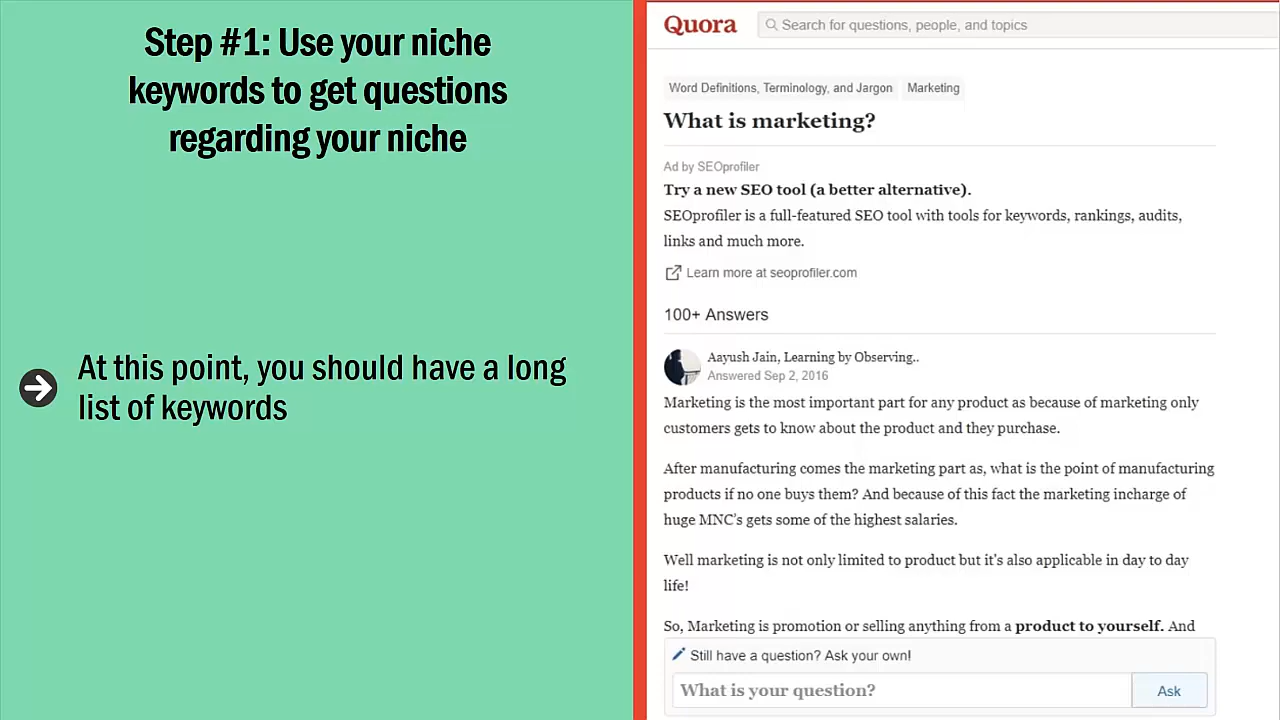 Step #1: Use your niche
keywords to get questions
regarding your niche
At this point, you should have a long
list of keywords
Quora
Search for questions, people, and topics
Word Definitions, Terminology, and Jargon Marketing
What is marketing?
Ad by SEOprofiler
Try a new SEO tool (a better alternative).
SEOprofiler is a full-featured SEO tool with tools for keywords, rankings, audits,
links and much more.
Learn more at seoprofiler.com
100+ Answers
Aayush Jain, Learning by Observing..
Answered Sep 2, 2016
Marketing is the most important part for any product as because of marketing only
customers gets to know about the product and they purchase.
After manufacturing comes the marketing part as, what is the point of manufacturing
products if no one buys them? And because of this fact the marketing incharge of
huge MNC's gets some of the highest salaries.
Well marketing is not only limited to product but it's also applicable in day to day
life!
So, Marketing is promotion or selling anything from a product to yourself. And
Still have a question? Ask your own!
What is your question?
Ask